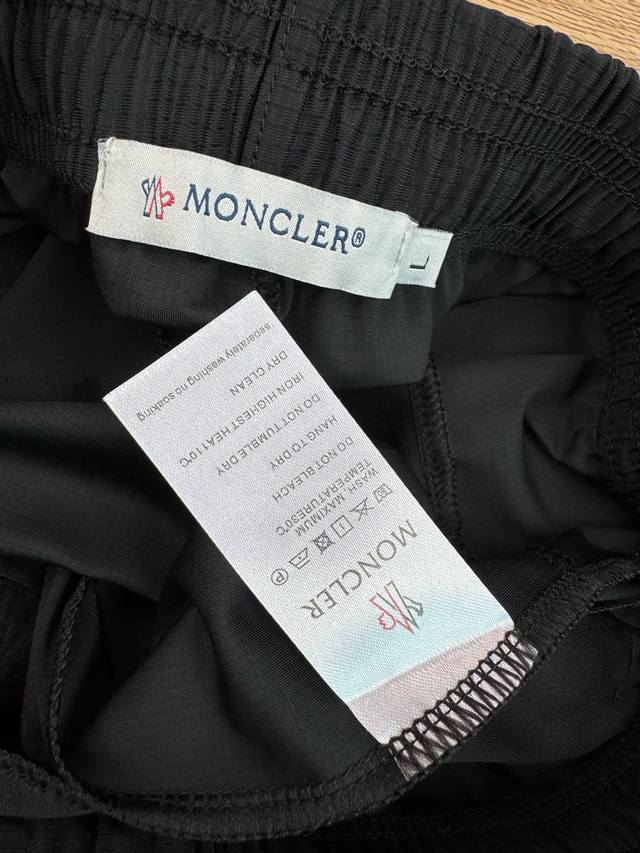 MONCLER®
L
MONCLER
WASH MAXIMUM
TEMPERATURE30℃
DO NOT BLEACH
HANG TO DRY
DO NOT TUMBLE DRY
IRON HIGHEST HEA110℃
DRY CLEAN
separately washing no soaking